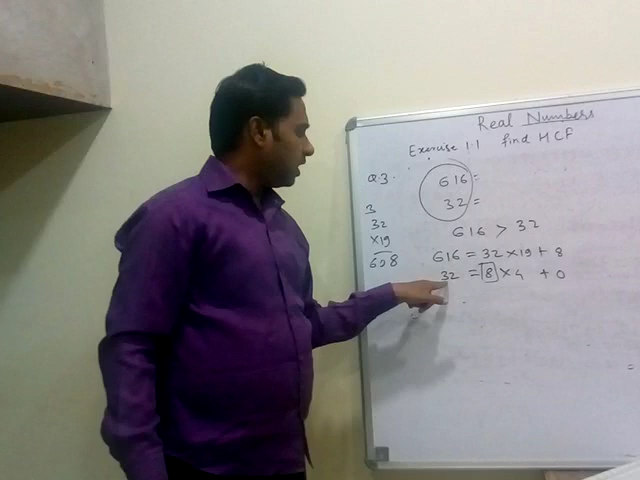 Real Numbers
Exercise 1.1 find HCF
Q.3.
616 =
32 =
616 > 32
3
32
×19
608
616 = 32 × 19 + 8
32 = 8 × 4 + 0